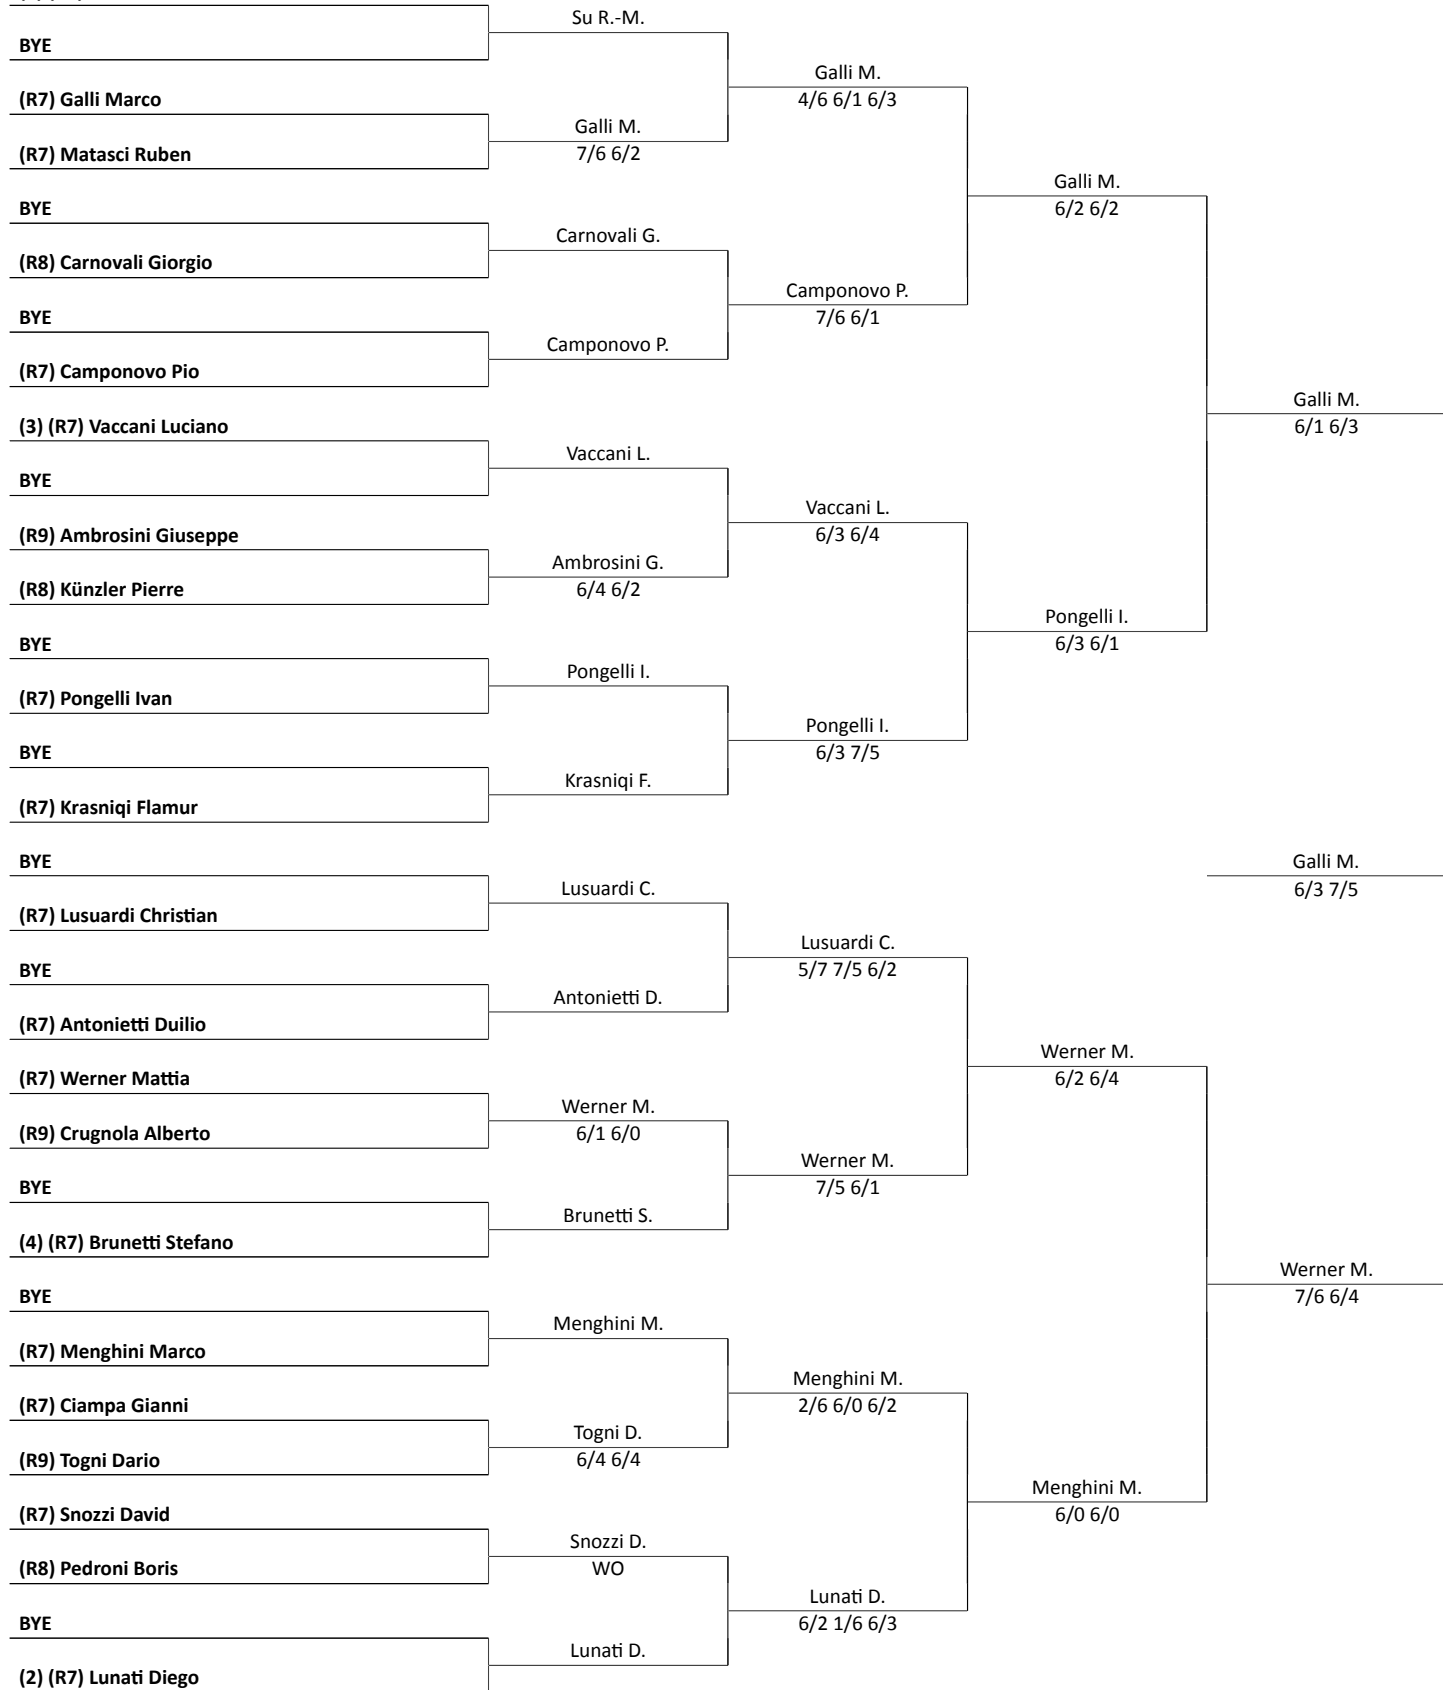 Su R.-M.
BYE
Galli M.
(R7) Galli Marco
4/6 6/1 6/3
Galli M.
(R7) Matasci Ruben
7/6 6/2
Galli M.
BYE
6/2 6/2
Carnovali G.
(R8) Carnovali Giorgio
Camponovo P.
BYE
7/6 6/1
Camponovo P.
(R7) Camponovo Pio
Galli M.
(3) (R7) Vaccani Luciano
6/1 6/3
Vaccani L.
BYE
Vaccani L.
(R9) Ambrosini Giuseppe
6/3 6/4
Ambrosini G.
(R8) Künzler Pierre
6/4 6/2
Pongelli I.
BYE
6/3 6/1
Pongelli I.
(R7) Pongelli Ivan
Pongelli I.
BYE
6/3 7/5
Krasniqi F.
(R7) Krasniqi Flamur
BYE
Galli M.
Lusuardi C.
6/3 7/5
(R7) Lusuardi Christian
Lusuardi C.
BYE
5/7 7/5 6/2
Antonietti D.
(R7) Antonietti Duilio
Werner M.
(R7) Werner Mattia
6/2 6/4
Werner M.
(R9) Crugnola Alberto
6/1 6/0
Werner M.
BYE
7/5 6/1
Brunetti S.
(4) (R7) Brunetti Stefano
Werner M.
BYE
7/6 6/4
Menghini M.
(R7) Menghini Marco
Menghini M.
(R7) Ciampa Gianni
2/6 6/0 6/2
Togni D.
(R9) Togni Dario
6/4 6/4
Menghini M.
(R7) Snozzi David
6/0 6/0
Snozzi D.
(R8) Pedroni Boris
WO
Lunati D.
BYE
6/2 1/6 6/3
Lunati D.
(2) (R7) Lunati Diego